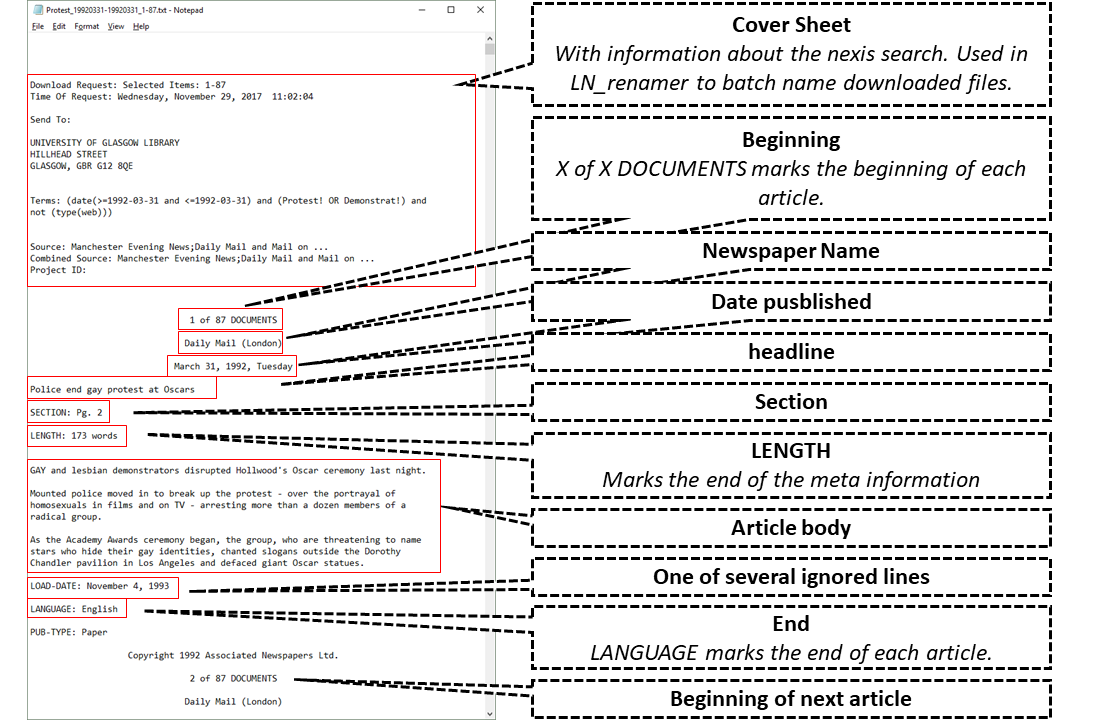 Protest_19920331-19920331_1-87.txt - Notepad
File Edit Format View Help
Download Request: Selected Items: 1-87
Time Of Request: Wednesday, November 29, 2017 11:02:04
Send To:
UNIVERSITY OF GLASGOW LIBRARY
HILLHEAD STREET
GLASGOW, GBR G12 8QE
Terms: (date(>=1992-03-31 and <=1992-03-31) and (Protest! OR Demonstrat!) and
not (type(web)))
Source: Manchester Evening News;Daily Mail and Mail on ...
Combined Source: Manchester Evening News;Daily Mail and Mail on ...
Project ID:
1 of 87 DOCUMENTS
Daily Mail (London)
March 31, 1992, Tuesday
Police end gay protest at Oscars
SECTION: Pg. 2
LENGTH: 173 words
GAY and lesbian demonstrators disrupted Hollwood's Oscar ceremony last night.
Mounted police moved in to break up the protest - over the portrayal of
homosexuals in films and on TV - arresting more than a dozen members of a
radical group.
As the Academy Awards ceremony began, the group, who are threatening to name
stars who hide their gay identities, chanted slogans outside the Dorothy
Chandler pavilion in Los Angeles and defaced giant Oscar statues.
LOAD-DATE: November 4, 1993
LANGUAGE: English
PUB-TYPE: Paper
Copyright 1992 Associated Newspapers Ltd.
2 of 87 DOCUMENTS
Daily Mail (London)
Cover Sheet
With information about the nexis search. Used in
LN_renamer to batch name downloaded files.
Beginning
X of X DOCUMENTS marks the beginning of each
article.
Newspaper Name
Date pusblished
headline
Section
LENGTH
Marks the end of the meta information
Article body
One of several ignored lines
End
LANGUAGE marks the end of each article.
Beginning of next article